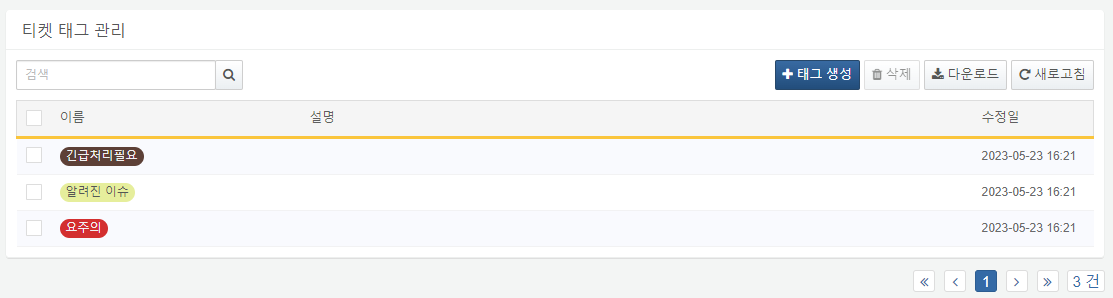 티켓 태그 관리
검색 태그 생성 삭제 다운로드 새로고침
이름 설명 수정일
긴급처리필요 2023-05-23 16:21
알려진 이슈 2023-05-23 16:21
요주의 2023-05-23 16:21
« ‹ 1 › » 3 건